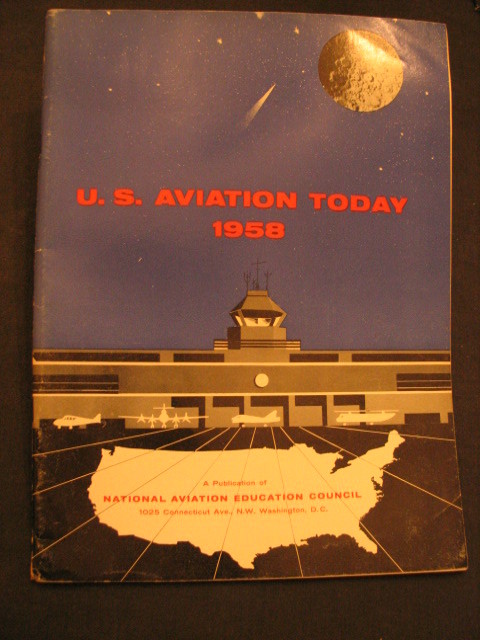 U. S. AVIATION TODAY
1958
A Publication of
NATIONAL AVIATION EDUCATION COUNCIL
1025 Connecticut Ave., N.W. Washington, D.C.